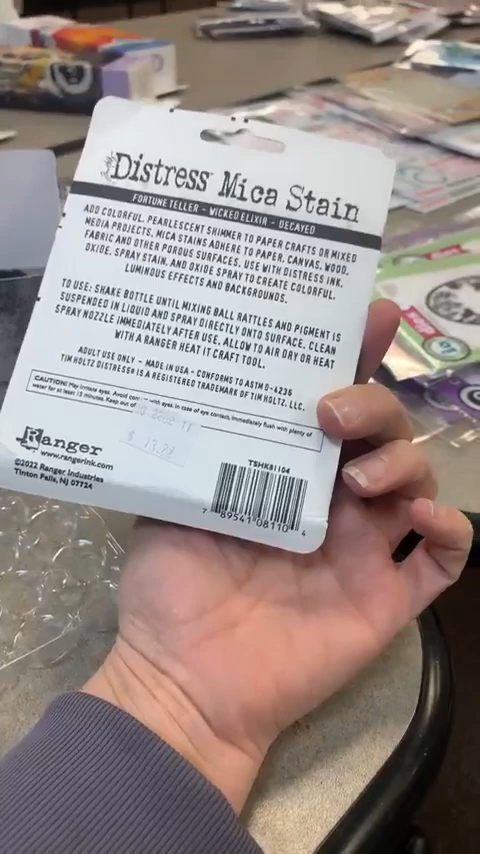 Distress Mica Stain
FORTUNE TELLER - WICKED ELIXIR - DECAYED
ADD COLORFUL, PEARLESCENT SHIMMER TO PAPER CRAFTS OR MIXED
MEDIA PROJECTS. MICA STAINS ADHERE TO PAPER, CANVAS, WOOD,
FABRIC AND OTHER POROUS SURFACES. USE WITH DISTRESS INK,
OXIDE, SPRAY STAIN, AND OXIDE SPRAY TO CREATE COLORFUL,
LUMINOUS EFFECTS AND BACKGROUNDS.
TO USE: SHAKE BOTTLE UNTIL MIXING BALL RATTLES AND PIGMENT IS
SUSPENDED IN LIQUID AND SPRAY DIRECTLY ONTO SURFACE. CLEAN
SPRAY NOZZLE IMMEDIATELY AFTER USE. ALLOW TO AIR DRY OR HEAT
WITH A RANGER HEAT IT CRAFT TOOL.
ADULT USE ONLY - MADE IN USA - CONFORMS TO ASTM D-4236
TIM HOLTZ DISTRESS® IS A REGISTERED TRADEMARK OF TIM HOLTZ, LLC.
CAUTION! May irritate eyes. Avoid with eyes. In case of eye contact, immediately flush with plenty of
water for at least 15 minutes. Keep out of
$ 13.28
Ranger
www.rangerink.com
©2022 Ranger Industries
Tinton Falls, NJ 07724
TSHK81104
7 89541 08110 4